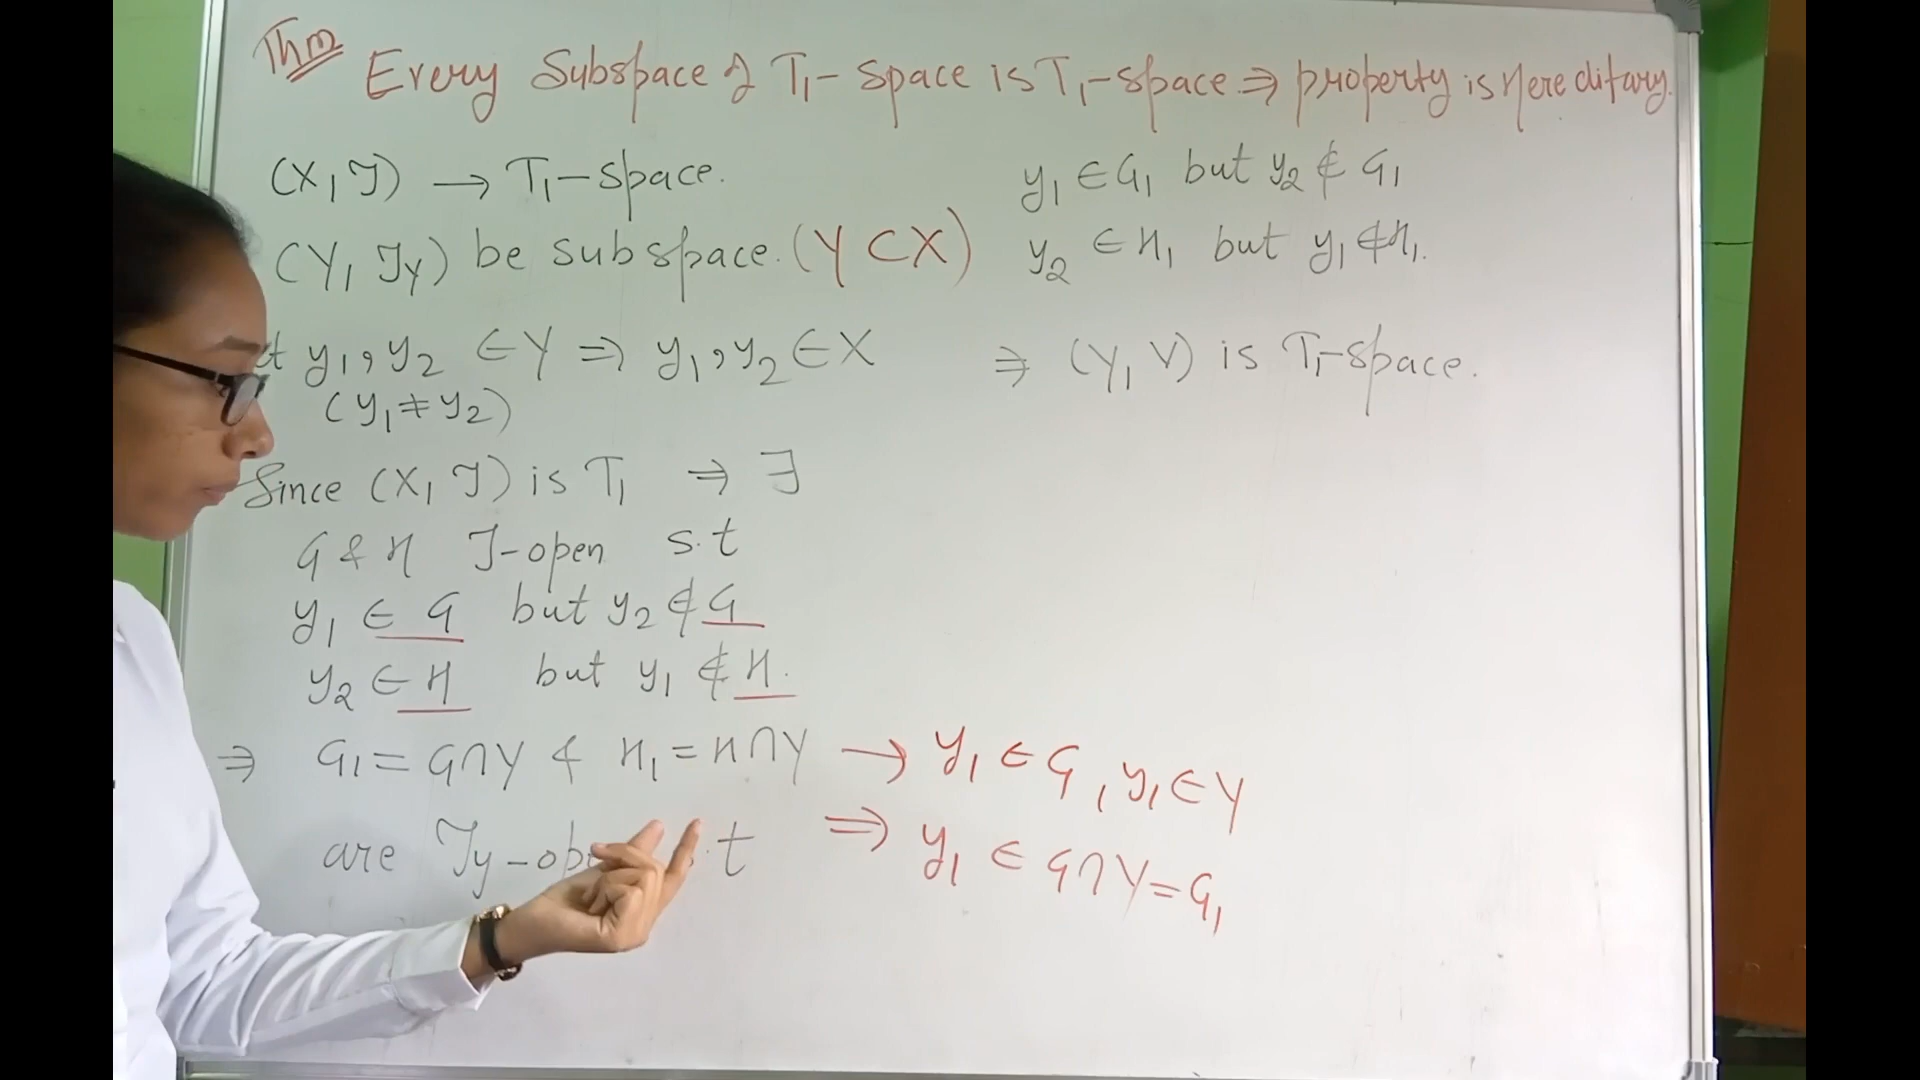 Thm Every Subspace of T₁-space is T₁-space ⇒ property is Hereditary.
(X, J) → T₁-space.
(Y, J_Y) be subspace. (Y ⊂ X)
y₁, y₂ ∈ Y ⇒ y₁, y₂ ∈ X
(y₁ ≠ y₂)
Since (X, J) is T₁ ⇒ ∃
G & H J-open s.t
y₁ ∈ G but y₂ ∉ G
y₂ ∈ H but y₁ ∉ H.
⇒ G₁ = G∩Y & H₁ = H∩Y → y₁ ∈ G, y₁ ∈ Y
are J_Y-op t ⇒ y₁ ∈ G∩Y = G₁
y₁ ∈ G₁ but y₂ ∉ G₁
y₂ ∈ H₁ but y₁ ∉ H₁.
⇒ (Y, V) is T₁-space.